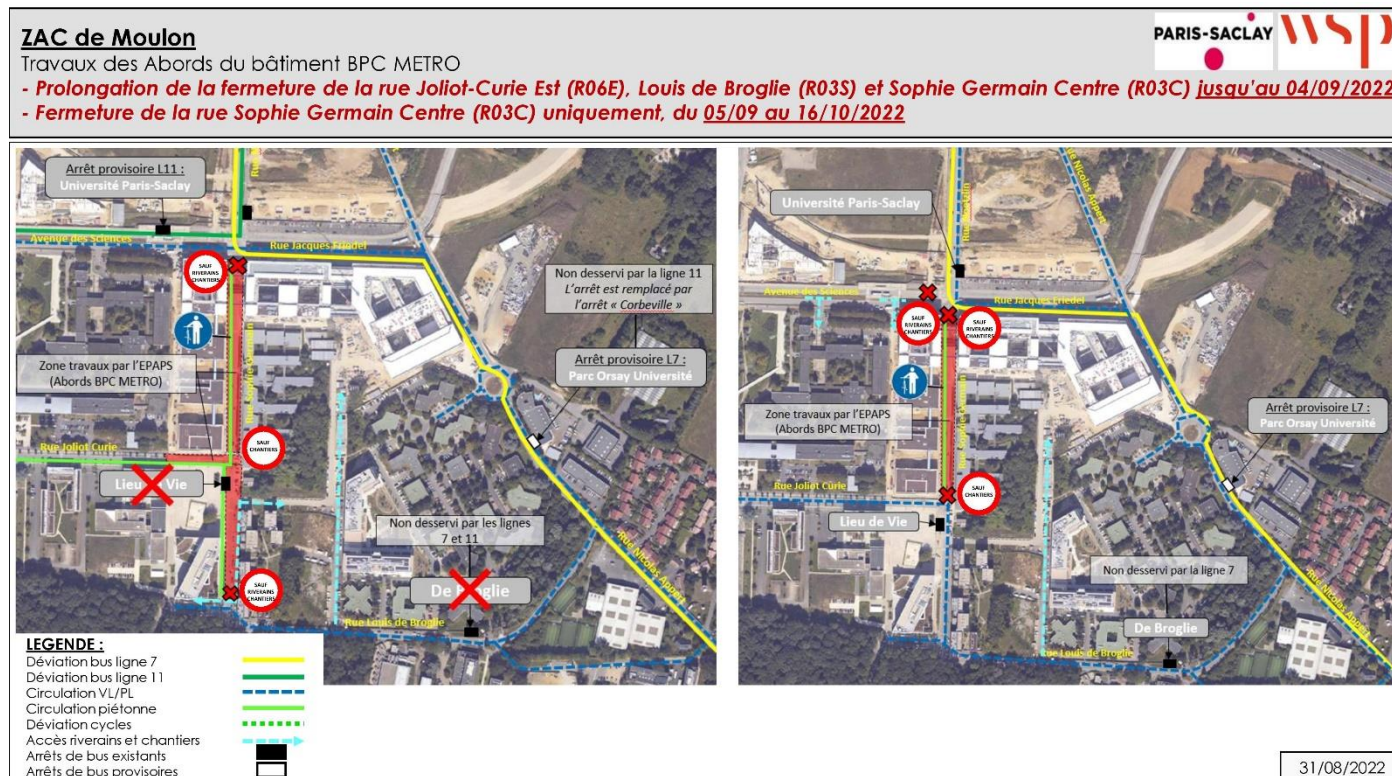 ZAC de Moulon
Travaux des Abords du bâtiment BPC METRO
- Prolongation de la fermeture de la rue Joliot-Curie Est (R06E), Louis de Broglie (R03S) et Sophie Germain Centre (R03C) jusqu'au 04/09/2022
- Fermeture de la rue Sophie Germain Centre (R03C) uniquement, du 05/09 au 16/10/2022
PARIS-SACLAY
wsp
Arrêt provisoire L11 :
Université Paris-Saclay
Avenue des Sciences
Rue Jacques Friedel
SAUF
RIVERAINS
CHANTIERS
Non desservi par la ligne 11
L'arrêt est remplacé par
l'arrêt « Corbeville »
Zone travaux par l'EPAPS
(Abords BPC METRO)
Arrêt provisoire L7 :
Parc Orsay Université
Rue Joliot Curie
SAUF
CHANTIERS
Lieu de Vie
Non desservi par les lignes
7 et 11
De Broglie
SAUF
RIVERAINS
CHANTIERS
Rue Louis de Broglie
Rue Nicolas Appert
Université Paris-Saclay
Rue Nicolas Appert
Avenue des Sciences
Rue Jacques Friedel
SAUF
RIVERAINS
CHANTIERS
SAUF
RIVERAINS
CHANTIERS
Zone travaux par l'EPAPS
(Abords BPC METRO)
Arrêt provisoire L7 :
Parc Orsay Université
Rue Joliot Curie
SAUF
CHANTIERS
Lieu de Vie
Non desservi par la ligne 7
De Broglie
Rue Louis de Broglie
Rue Nicolas Appert
LEGENDE :
Déviation bus ligne 7
Déviation bus ligne 11
Circulation VL/PL
Circulation piétonne
Déviation cycles
Accès riverains et chantiers
Arrêts de bus existants
Arrêts de bus provisoires
31/08/2022